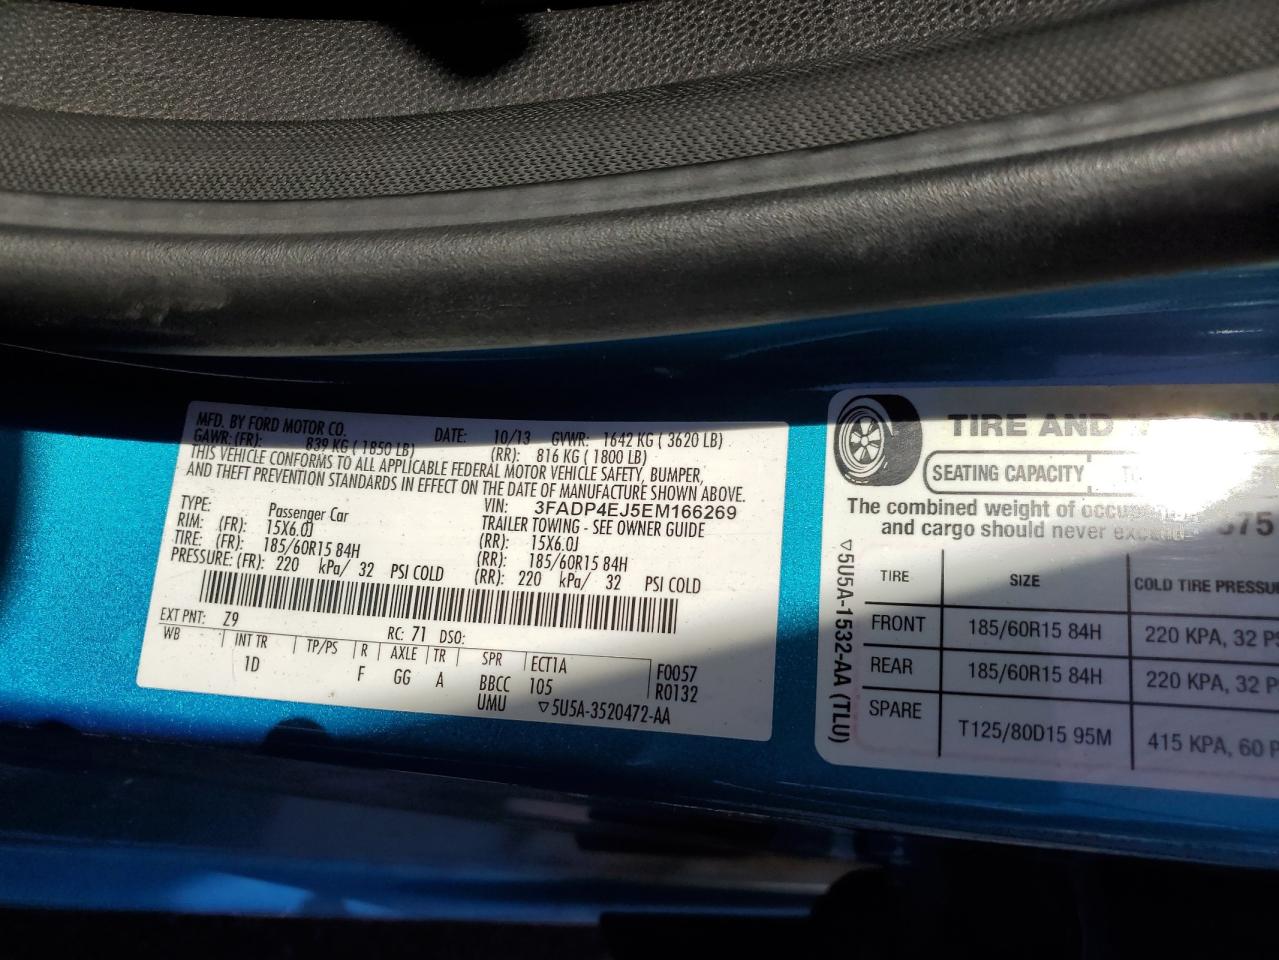 MFD. BY FORD MOTOR CO. DATE: 10/13 GVWR: 1642 KG ( 3620 LB)
GAWR: (FR): 839 KG ( 1850 LB) (RR): 816 KG ( 1800 LB)
THIS VEHICLE CONFORMS TO ALL APPLICABLE FEDERAL MOTOR VEHICLE SAFETY, BUMPER,
AND THEFT PREVENTION STANDARDS IN EFFECT ON THE DATE OF MANUFACTURE SHOWN ABOVE.
VIN: 3FADP4EJ5EM166269
TYPE: Passenger Car TRAILER TOWING - SEE OWNER GUIDE
RIM: (FR): 15X6.0J (RR): 15X6.0J
TIRE: (FR): 185/60R15 84H (RR): 185/60R15 84H
PRESSURE: (FR): 220 kPa/ 32 PSI COLD (RR): 220 kPa/ 32 PSI COLD
EXT PNT: Z9 RC: 71 DSO:
WB INT TR TP/PS R AXLE TR SPR ECT1A F0057
1D F GG A BBCC 105 R0132
UMU ▽5U5A-3520472-AA
TIRE AND
SEATING CAPACITY
The combined weight of
and cargo should never
▽5U5A-1532-AA (TLU)
TIRE SIZE COLD TIRE
FRONT 185/60R15 84H 220 KPA, 32
REAR 185/60R15 84H 220 KPA, 32
SPARE T125/80D15 95M 415 KPA, 60